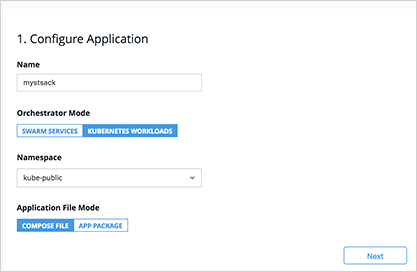 1. Configure Application
Name
mystsack
Orchestrator Mode
SWARM SERVICES KUBERNETES WORKLOADS
Namespace
kube-public
Application File Mode
COMPOSE FILE APP PACKAGE
Next